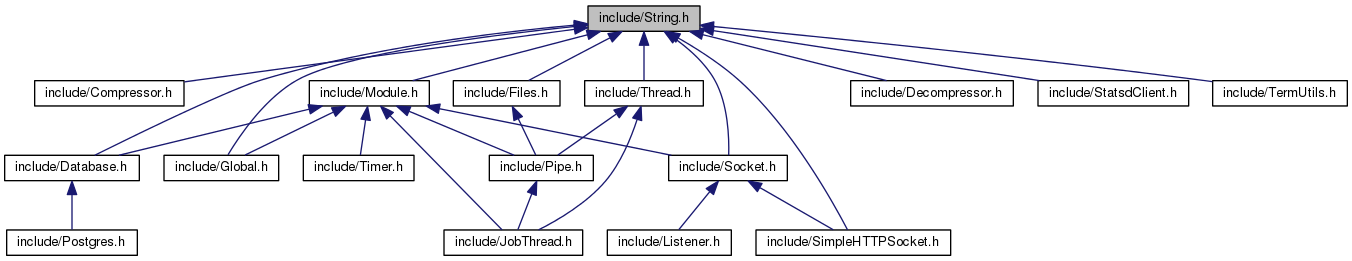 include/String.h
include/Compressor.h
include/Module.h
include/Files.h
include/Thread.h
include/Decompressor.h
include/StatsdClient.h
include/TermUtils.h
include/Database.h
include/Global.h
include/Timer.h
include/Pipe.h
include/Socket.h
include/Postgres.h
include/JobThread.h
include/Listener.h
include/SimpleHTTPSocket.h